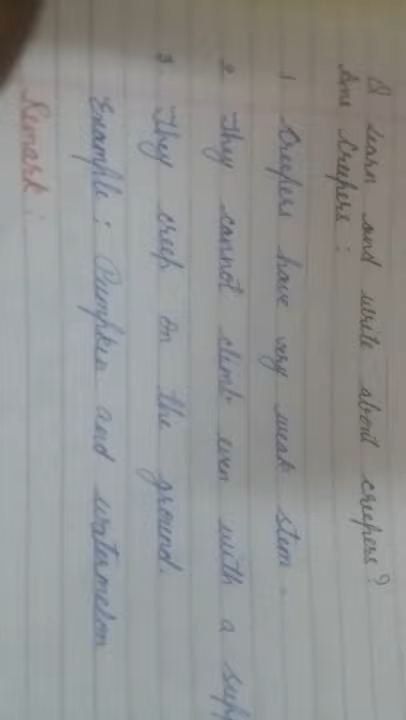 Q Learn and write about creepers?
Ans Creepers :
1 Creepers have very weak stem.
2 They cannot climb even with a supp
3 They creep on the ground.
Example : Pumpkin and watermelon
Remark :